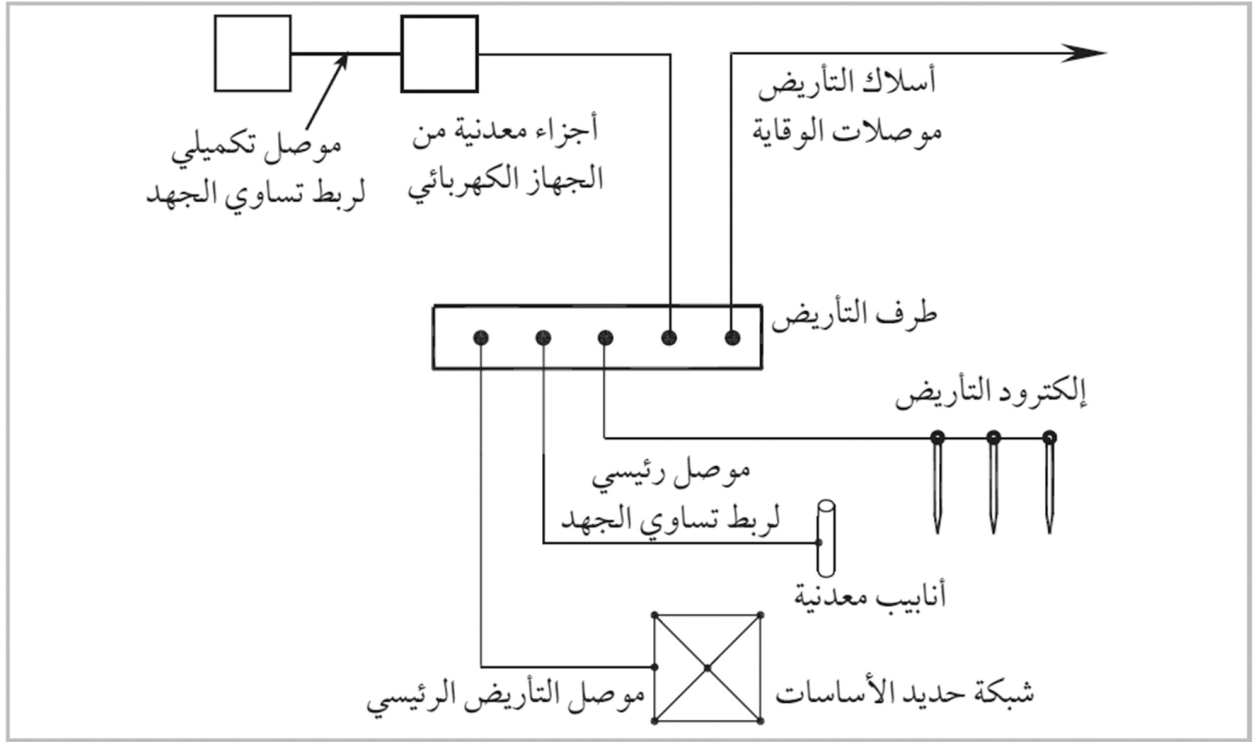 أسلاك التأريض
موصلات الوقاية
أجزاء معدنية من
الجهاز الكهربائي
موصل تكميلي
لربط تساوي الجهد
طرف التأريض
إلكترود التأريض
موصل رئيسي
لربط تساوي الجهد
أنابيب معدنية
شبكة حديد الأساسات
موصل التأريض الرئيسي